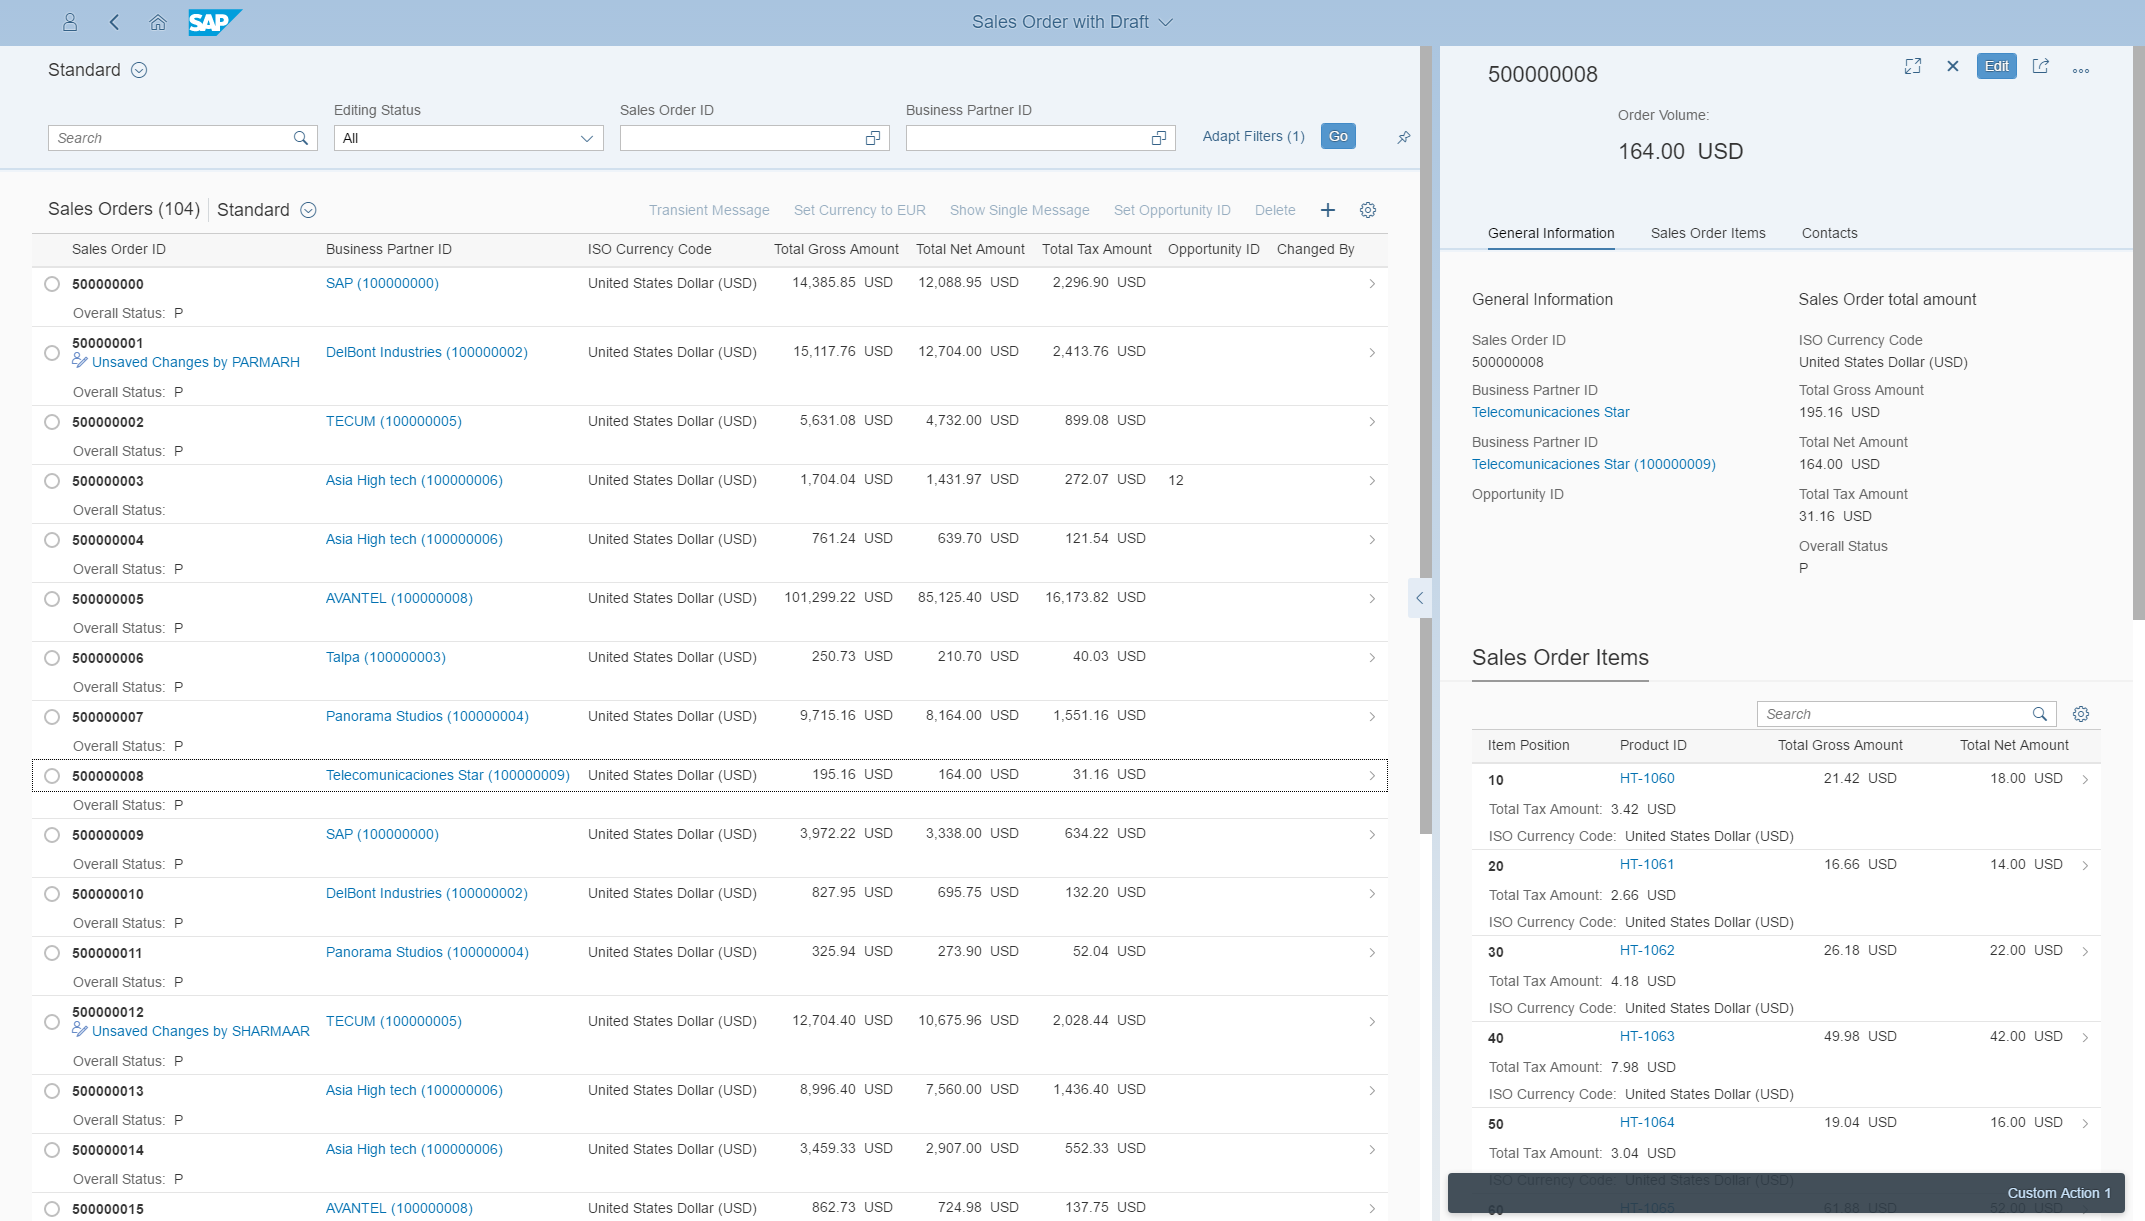 SAP
Sales Order with Draft
Standard
Editing Status
Sales Order ID
Business Partner ID
Search
All
Adapt Filters (1)
Go
Sales Orders (104)
Standard
Transient Message
Set Currency to EUR
Show Single Message
Set Opportunity ID
Delete
Sales Order ID Business Partner ID ISO Currency Code Total Gross Amount Total Net Amount Total Tax Amount Opportunity ID Changed By
500000000 SAP (100000000) United States Dollar (USD) 14,385.85 USD 12,088.95 USD 2,296.90 USD
Overall Status: P
500000001
Unsaved Changes by PARMARH DelBont Industries (100000002) United States Dollar (USD) 15,117.76 USD 12,704.00 USD 2,413.76 USD
Overall Status: P
500000002 TECUM (100000005) United States Dollar (USD) 5,631.08 USD 4,732.00 USD 899.08 USD
Overall Status: P
500000003 Asia High tech (100000006) United States Dollar (USD) 1,704.04 USD 1,431.97 USD 272.07 USD 12
Overall Status:
500000004 Asia High tech (100000006) United States Dollar (USD) 761.24 USD 639.70 USD 121.54 USD
Overall Status: P
500000005 AVANTEL (100000008) United States Dollar (USD) 101,299.22 USD 85,125.40 USD 16,173.82 USD
Overall Status: P
500000006 Talpa (100000003) United States Dollar (USD) 250.73 USD 210.70 USD 40.03 USD
Overall Status: P
500000007 Panorama Studios (100000004) United States Dollar (USD) 9,715.16 USD 8,164.00 USD 1,551.16 USD
Overall Status: P
500000008 Telecomunicaciones Star (100000009) United States Dollar (USD) 195.16 USD 164.00 USD 31.16 USD
Overall Status: P
500000009 SAP (100000000) United States Dollar (USD) 3,972.22 USD 3,338.00 USD 634.22 USD
Overall Status: P
500000010 DelBont Industries (100000002) United States Dollar (USD) 827.95 USD 695.75 USD 132.20 USD
Overall Status: P
500000011 Panorama Studios (100000004) United States Dollar (USD) 325.94 USD 273.90 USD 52.04 USD
Overall Status: P
500000012
Unsaved Changes by SHARMAAR TECUM (100000005) United States Dollar (USD) 12,704.40 USD 10,675.96 USD 2,028.44 USD
Overall Status: P
500000013 Asia High tech (100000006) United States Dollar (USD) 8,996.40 USD 7,560.00 USD 1,436.40 USD
Overall Status: P
500000014 Asia High tech (100000006) United States Dollar (USD) 3,459.33 USD 2,907.00 USD 552.33 USD
Overall Status: P
500000015 AVANTEL (100000008) United States Dollar (USD) 862.73 USD 724.98 USD 137.75 USD
500000008
Edit
Order Volume:
164.00 USD
General Information
Sales Order Items
Contacts
General Information
Sales Order ID
500000008
Business Partner ID
Telecomunicaciones Star
Business Partner ID
Telecomunicaciones Star (100000009)
Opportunity ID
Sales Order total amount
ISO Currency Code
United States Dollar (USD)
Total Gross Amount
195.16 USD
Total Net Amount
164.00 USD
Total Tax Amount
31.16 USD
Overall Status
P
Sales Order Items
Search
Item Position Product ID Total Gross Amount Total Net Amount
10 HT-1060 21.42 USD 18.00 USD
Total Tax Amount: 3.42 USD
ISO Currency Code: United States Dollar (USD)
20 HT-1061 16.66 USD 14.00 USD
Total Tax Amount: 2.66 USD
ISO Currency Code: United States Dollar (USD)
30 HT-1062 26.18 USD 22.00 USD
Total Tax Amount: 4.18 USD
ISO Currency Code: United States Dollar (USD)
40 HT-1063 49.98 USD 42.00 USD
Total Tax Amount: 7.98 USD
ISO Currency Code: United States Dollar (USD)
50 HT-1064 19.04 USD 16.00 USD
Total Tax Amount: 3.04 USD
ISO Currency Code: United States Dollar (USD)
Custom Action 1
60 HT-1065 61.88 USD 52.00 USD